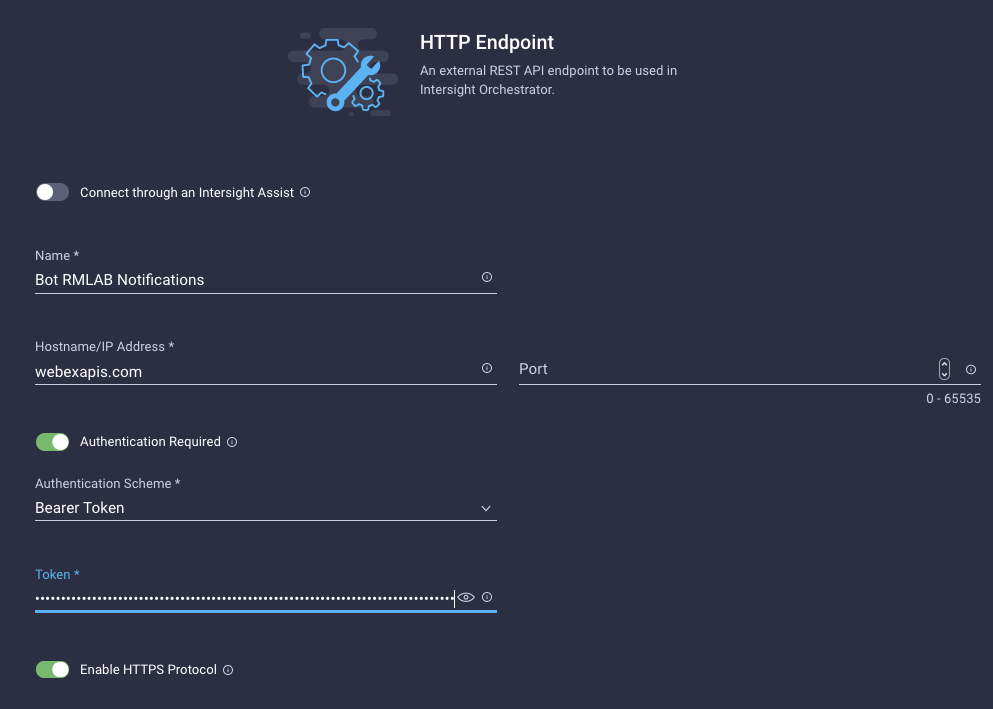 HTTP Endpoint
An external REST API endpoint to be used in
Intersight Orchestrator.
Connect through an Intersight Assist
Name *
Bot RMLAB Notifications
Hostname/IP Address *
webexapis.com
Port
0 - 65535
Authentication Required
Authentication Scheme *
Bearer Token
Token *
Enable HTTPS Protocol